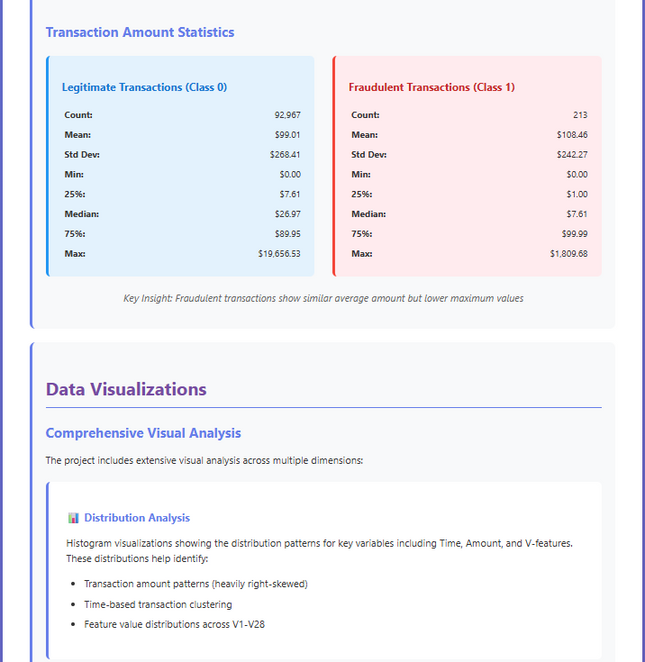 Transaction Amount Statistics
Legitimate Transactions (Class 0)
Count: 92,967
Mean: $99.01
Std Dev: $268.41
Min: $0.00
25%: $7.61
Median: $26.97
75%: $89.95
Max: $19,656.53
Fraudulent Transactions (Class 1)
Count: 213
Mean: $108.46
Std Dev: $242.27
Min: $0.00
25%: $1.00
Median: $7.61
75%: $99.99
Max: $1,809.68
Key Insight: Fraudulent transactions show similar average amount but lower maximum values
Data Visualizations
Comprehensive Visual Analysis
The project includes extensive visual analysis across multiple dimensions:
📊 Distribution Analysis
Histogram visualizations showing the distribution patterns for key variables including Time, Amount, and V-features.
These distributions help identify:
• Transaction amount patterns (heavily right-skewed)
• Time-based transaction clustering
• Feature value distributions across V1-V28